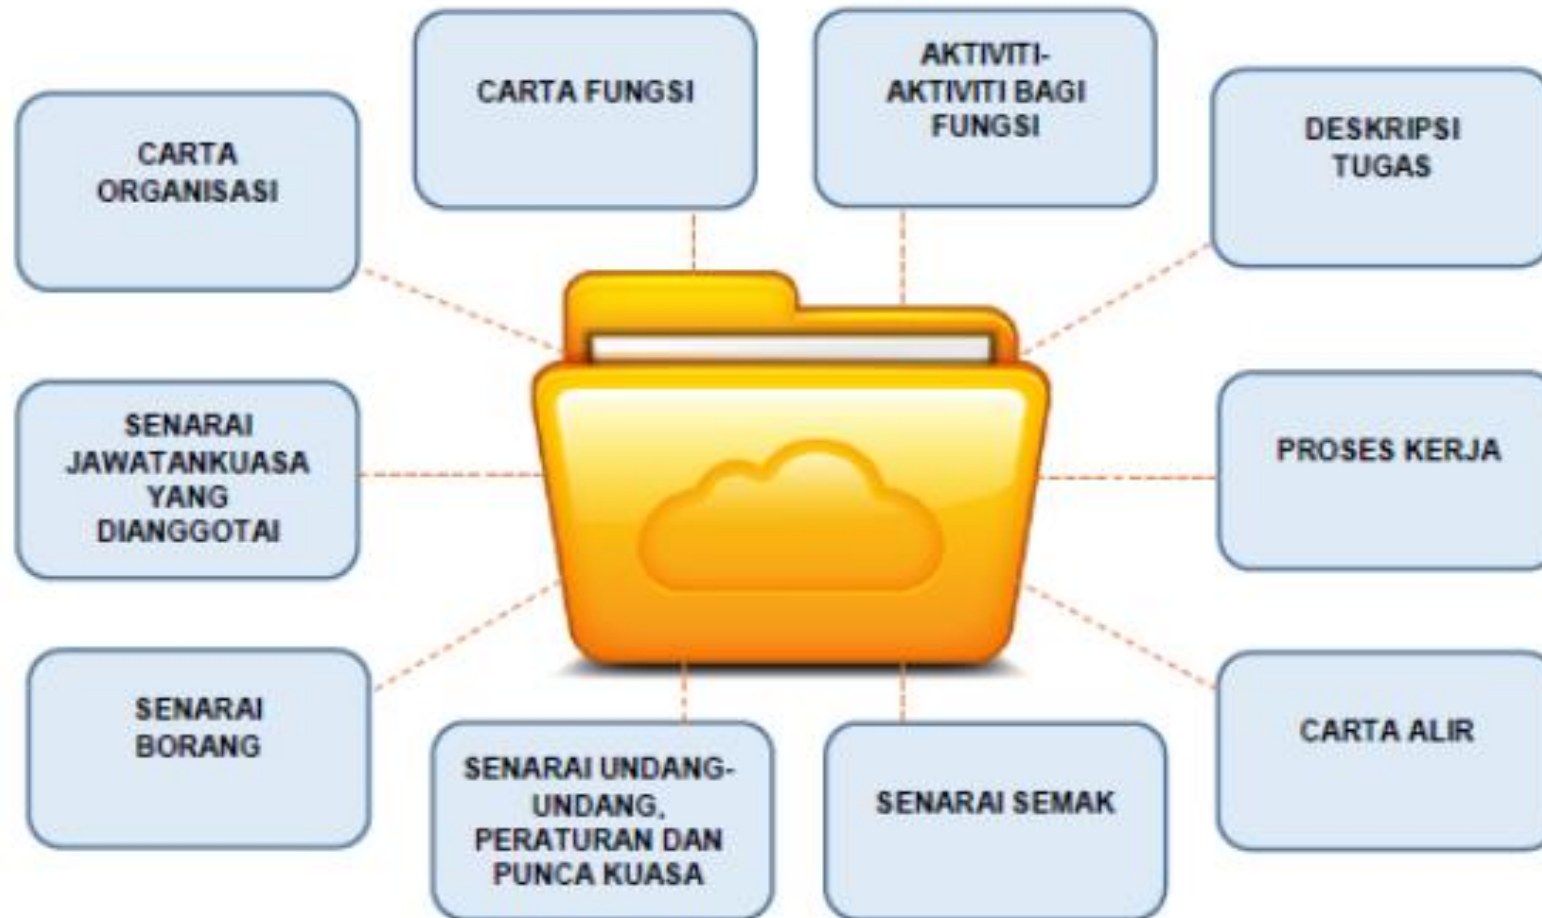 CARTA
ORGANISASI
CARTA FUNGSI
AKTIVITI-
AKTIVITI BAGI
FUNGSI
DESKRIPSI
TUGAS
SENARAI
JAWATANKUASA
YANG
DIANGGOTAI
PROSES KERJA
SENARAI
BORANG
SENARAI UNDANG-
UNDANG,
PERATURAN DAN
PUNCA KUASA
SENARAI SEMAK
CARTA ALIR